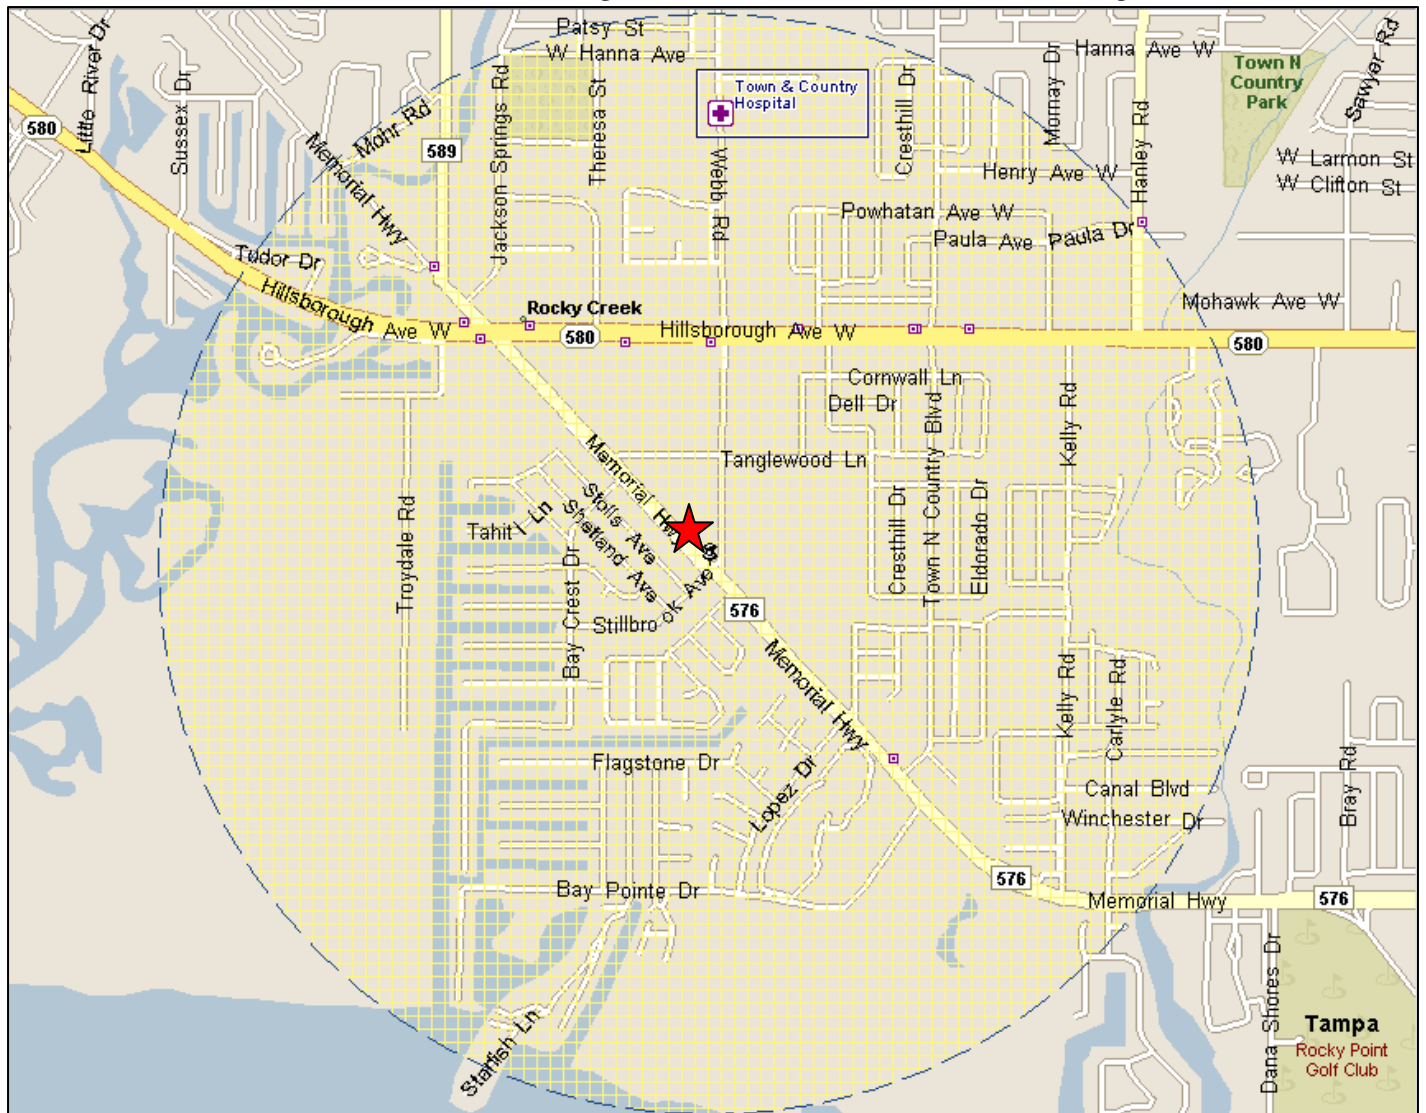 Patsy St
W Hanna Ave
Hanna Ave W
Town N
Country
Park
Sawyer Rd
Little River Dr
Sussex Dr
Mohr Rd
Memorial Hwy
589
Jackson Springs Rd
Theresa St
Town & Country
Hospital
Webb Rd
Cresthill Dr
Mornay Dr
Hanley Rd
580
W Larmon St
W Clifton St
Henry Ave W
Powhatan Ave W
Paula Ave
Paula Dr
Tudor Dr
Hillsborough Ave W
Rocky Creek
580
Hillsborough Ave W
Mohawk Ave W
580
Cornwall Ln
Dell Dr
Kelly Rd
Town N Country Blvd
Memorial Hwy
Tanglewood Ln
Troydale Rd
Tahiti Ln
Stolls Ave
Shetland Ave
Cresthill Dr
Eldorado Dr
Bay Crest Dr
Stillbrook Ave
576
Memorial Hwy
Kelly Rd
Carlyle Rd
Flagstone Dr
Lopez Dr
Canal Blvd
Winchester Dr
Bray Rd
Bay Pointe Dr
576
Memorial Hwy
576
Starfish Ln
Dana Shores Dr
Tampa
Rocky Point
Golf Club